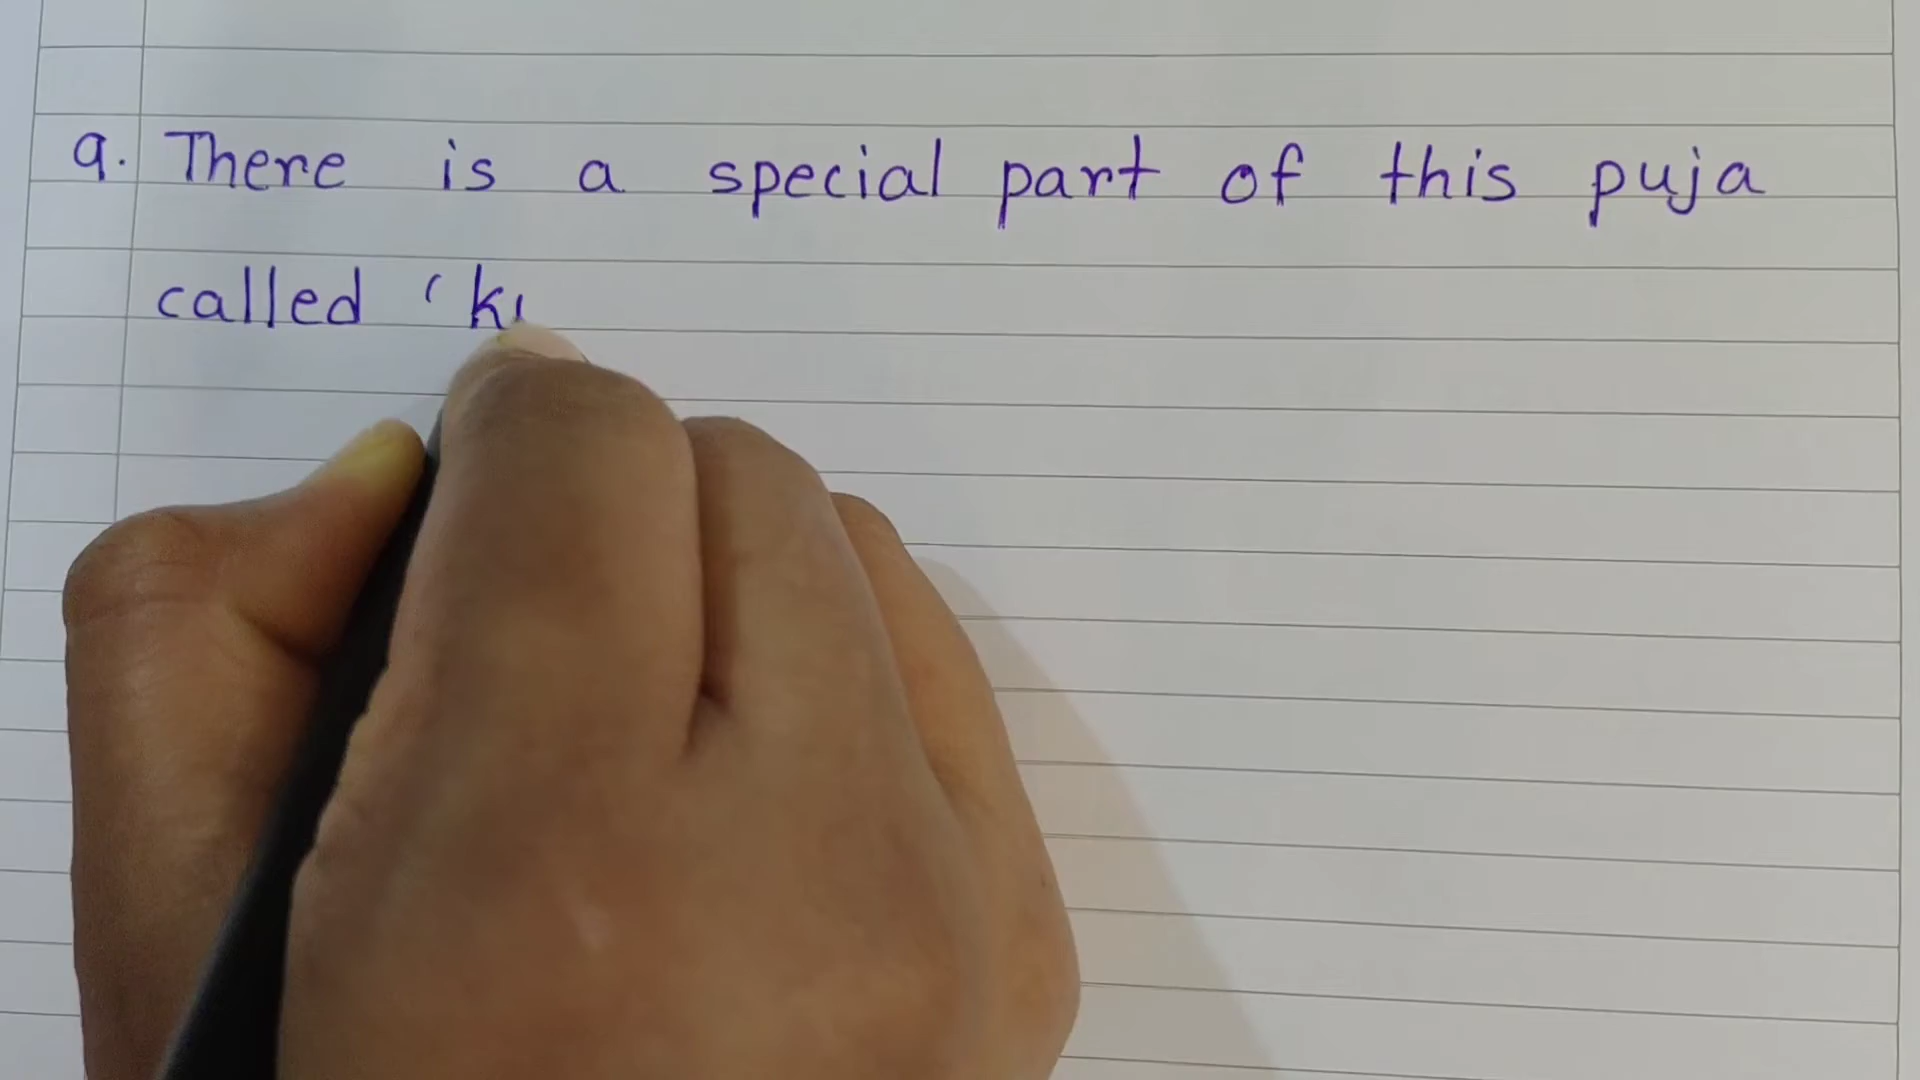 9. There is a special part of this puja
called '